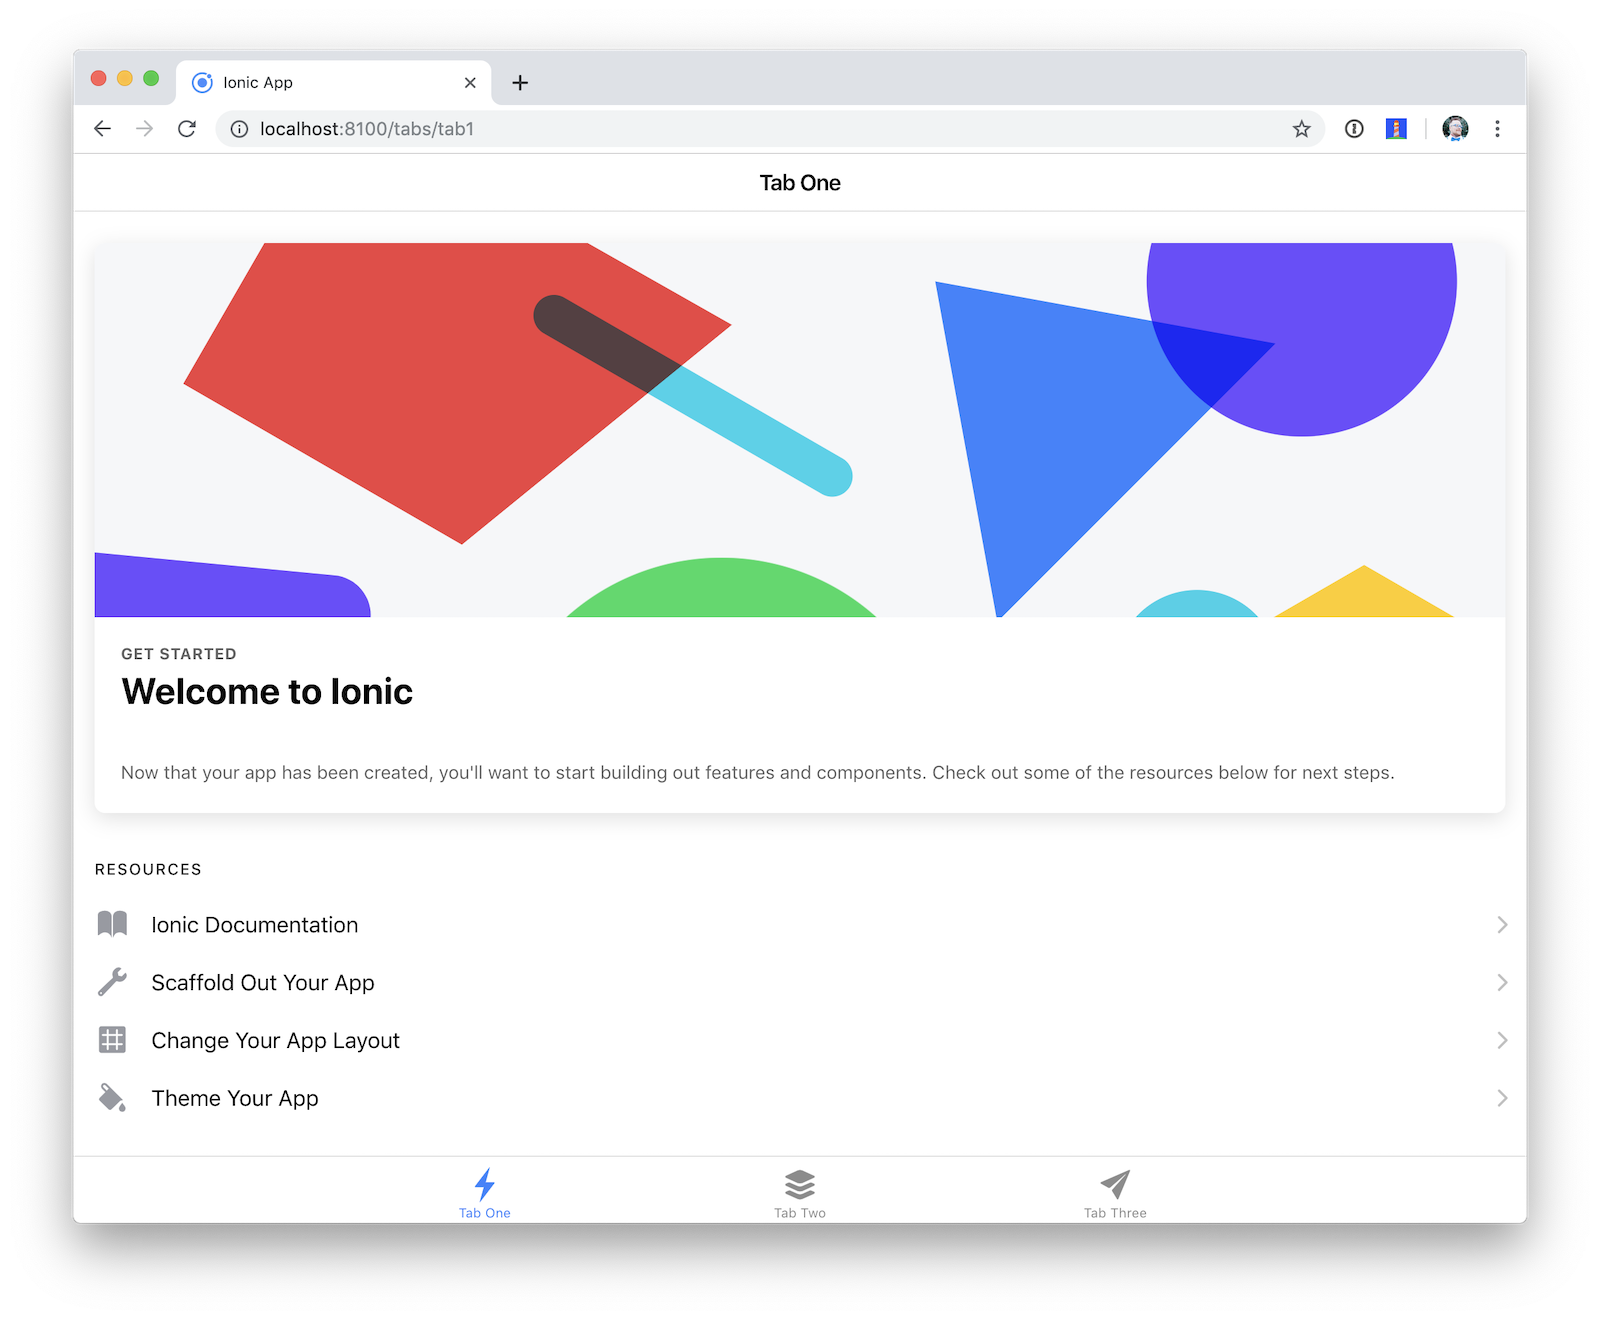 Ionic App
localhost:8100/tabs/tab1
Tab One
GET STARTED
Welcome to Ionic
Now that your app has been created, you'll want to start building out features and components. Check out some of the resources below for next steps.
RESOURCES
Ionic Documentation
Scaffold Out Your App
Change Your App Layout
Theme Your App
Tab One
Tab Two
Tab Three